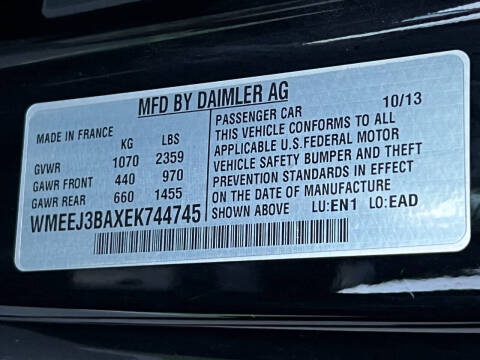 MFD BY DAIMLER AG
MADE IN FRANCE
KG LBS
GVWR 1070 2359
GAWR FRONT 440 970
GAWR REAR 660 1455
WMEEJ3BAXEK744745
PASSENGER CAR 10/13
THIS VEHICLE CONFORMS TO ALL
APPLICABLE U.S.FEDERAL MOTOR
VEHICLE SAFETY BUMPER AND THEFT
PREVENTION STANDARDS IN EFFECT
ON THE DATE OF MANUFACTURE
SHOWN ABOVE LU:EN1 LO:EAD